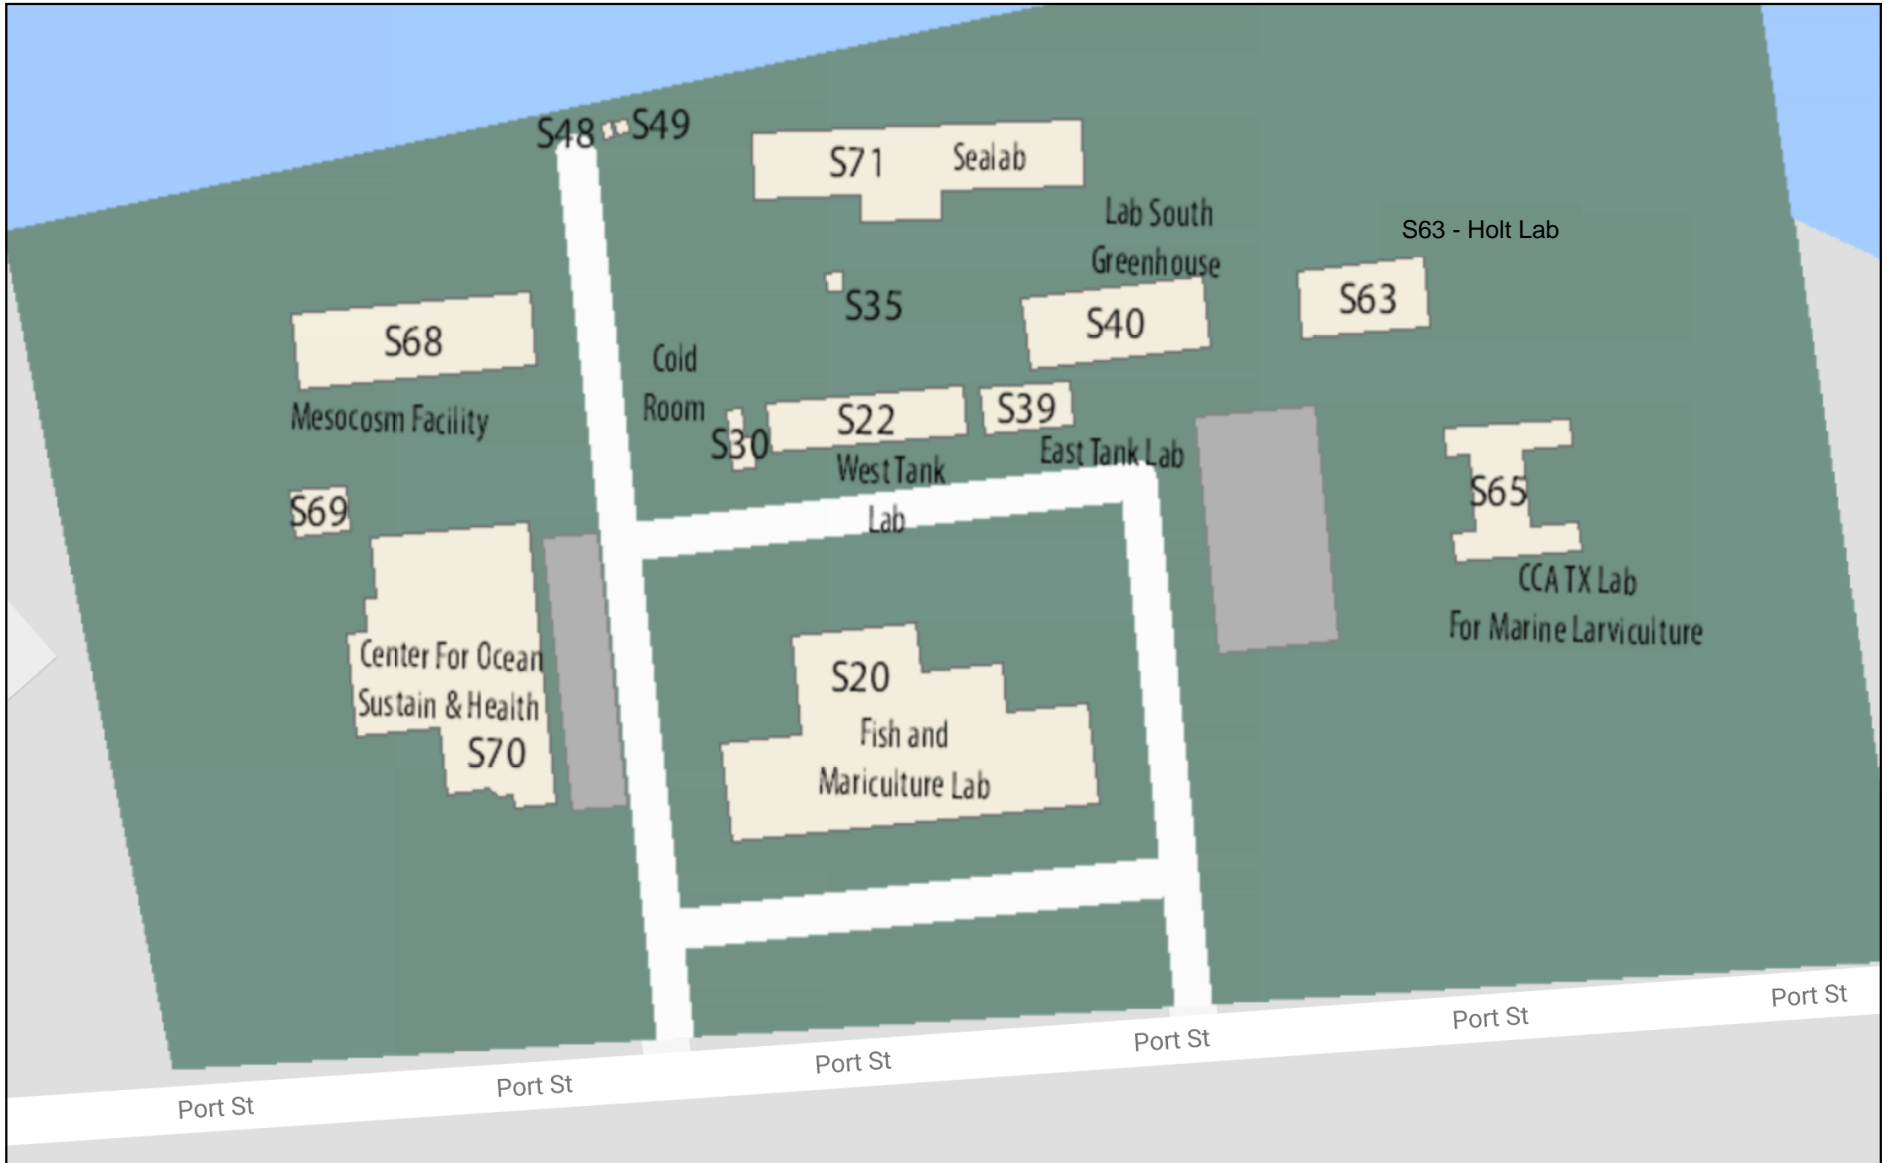 S48
S49
S71
Sealab
Lab South
Greenhouse
S63 - Holt Lab
S35
S40
S63
S68
Mesocosm Facility
Cold
Room
S30
S22
S39
West Tank
Lab
East Tank Lab
S65
CCA TX Lab
For Marine Larviculture
S69
Center For Ocean
Sustain & Health
S70
S20
Fish and
Mariculture Lab
Port St
Port St
Port St
Port St
Port St
Port St